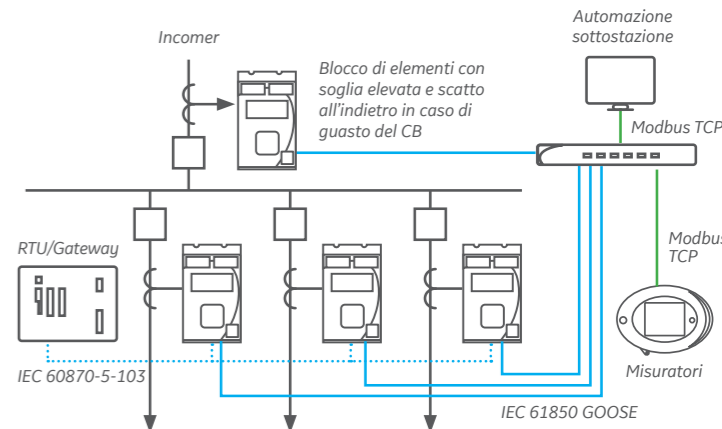 Automazione
sottostazione
Incomer
Blocco di elementi con
soglia elevata e scatto
all'indietro in caso di
guasto del CB
Modbus TCP
RTU/Gateway
Modbus
TCP
IEC 60870-5-103
Misuratori
IEC 61850 GOOSE